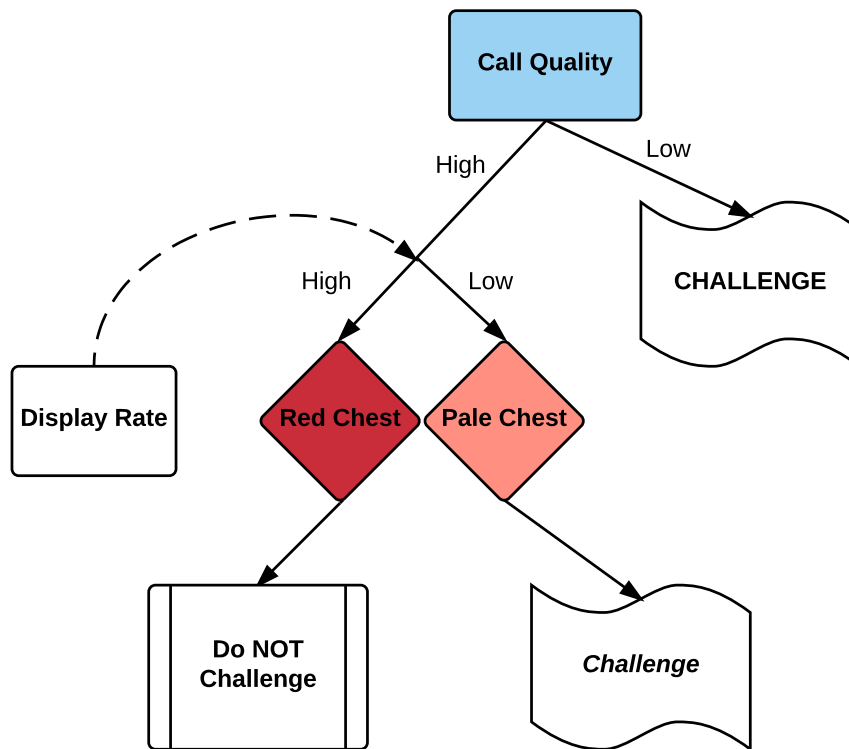 Call Quality
High
Low
High
Low
CHALLENGE
Display Rate
Red Chest
Pale Chest
Do NOT
Challenge
Challenge